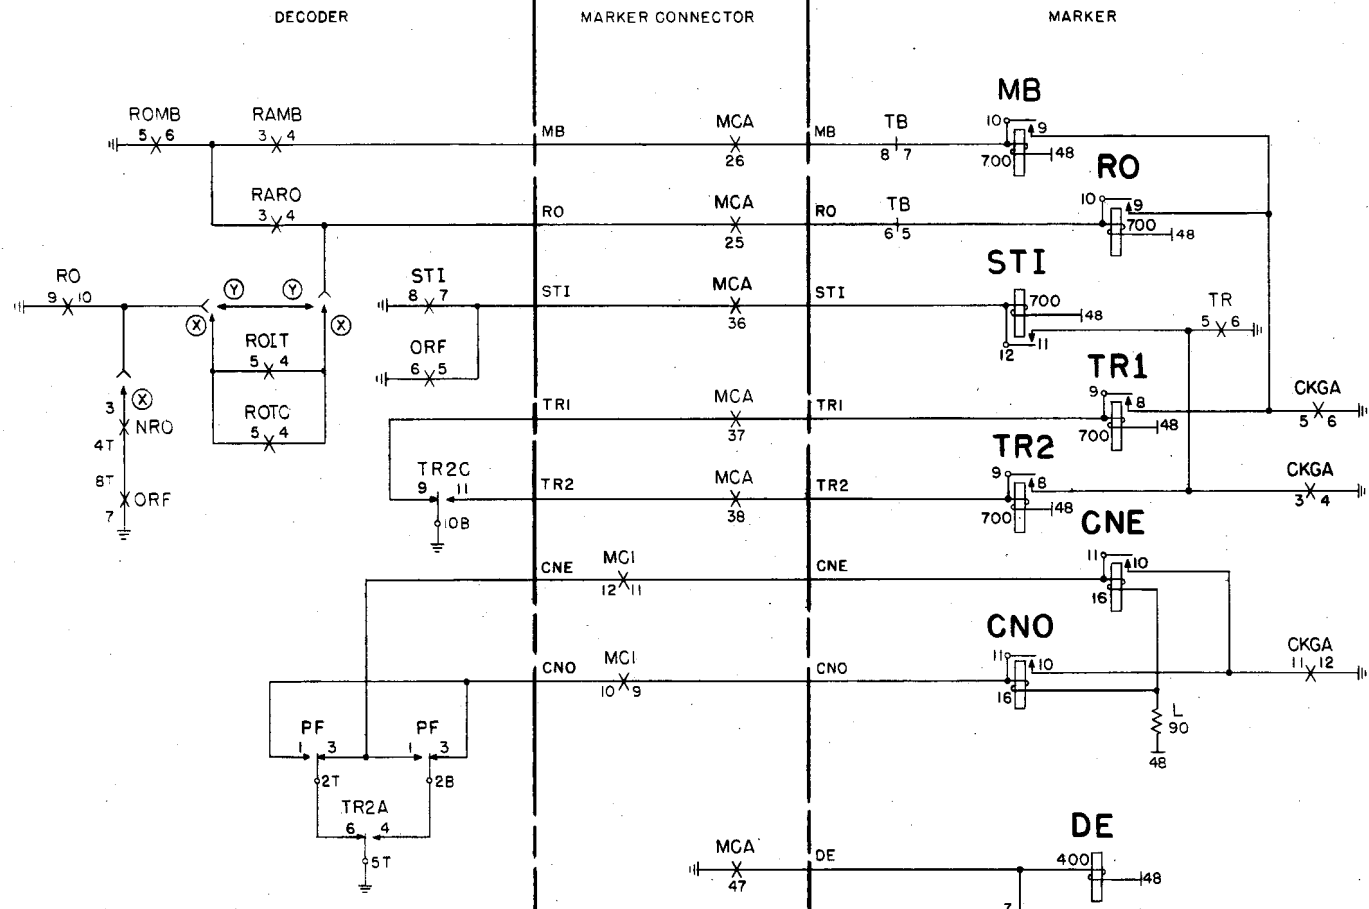 DECODER
MARKER CONNECTOR
MARKER
MB
ROMB
RAMB
MCA
TB
10 9
5 6
3 4
MB
MB
26
8 7
700
48
RO
RARO
MCA
TB
10 9
3 4
RO
RO
25
6 5
700
48
STI
RO
Y Y
STI
MCA
9 10
8 7
STI
STI
36
700
48
TR
X X
5 6
ROIT
ORF
12 11
5 4
6 5
TR1
MCA
9 8
CKGA
3 X
ROTC
TR1
TR1
37
700
48
5 6
NRO
5 4
4T
TR2
TR2C
MCA
9 8
CKGA
8T
9 11
TR2
TR2
38
700
48
3 4
ORF
7
10B
CNE
MC1
11 10
CNE
CNE
12 11
16
CNO
MC1
11 10
CKGA
11 12
CNO
CNO
10 9
16
L
90
48
PF
PF
1 3
1 3
2T
2B
TR2A
6 4
5T
DE
MCA
DE
400
48
47
7